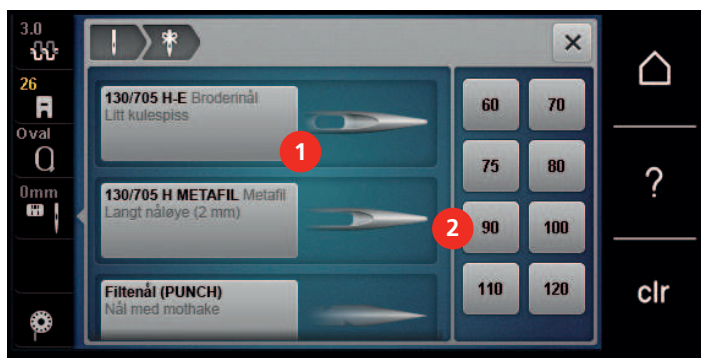 3.0
26
Oval
0mm
130/705 H-E Broderinål
Litt kulespiss
1
130/705 H METAFIL Metafil
Langt nåløye (2 mm)
2
Filtenål (PUNCH)
Nål med mothake
60 70
75 80
90 100
110 120
?
clr